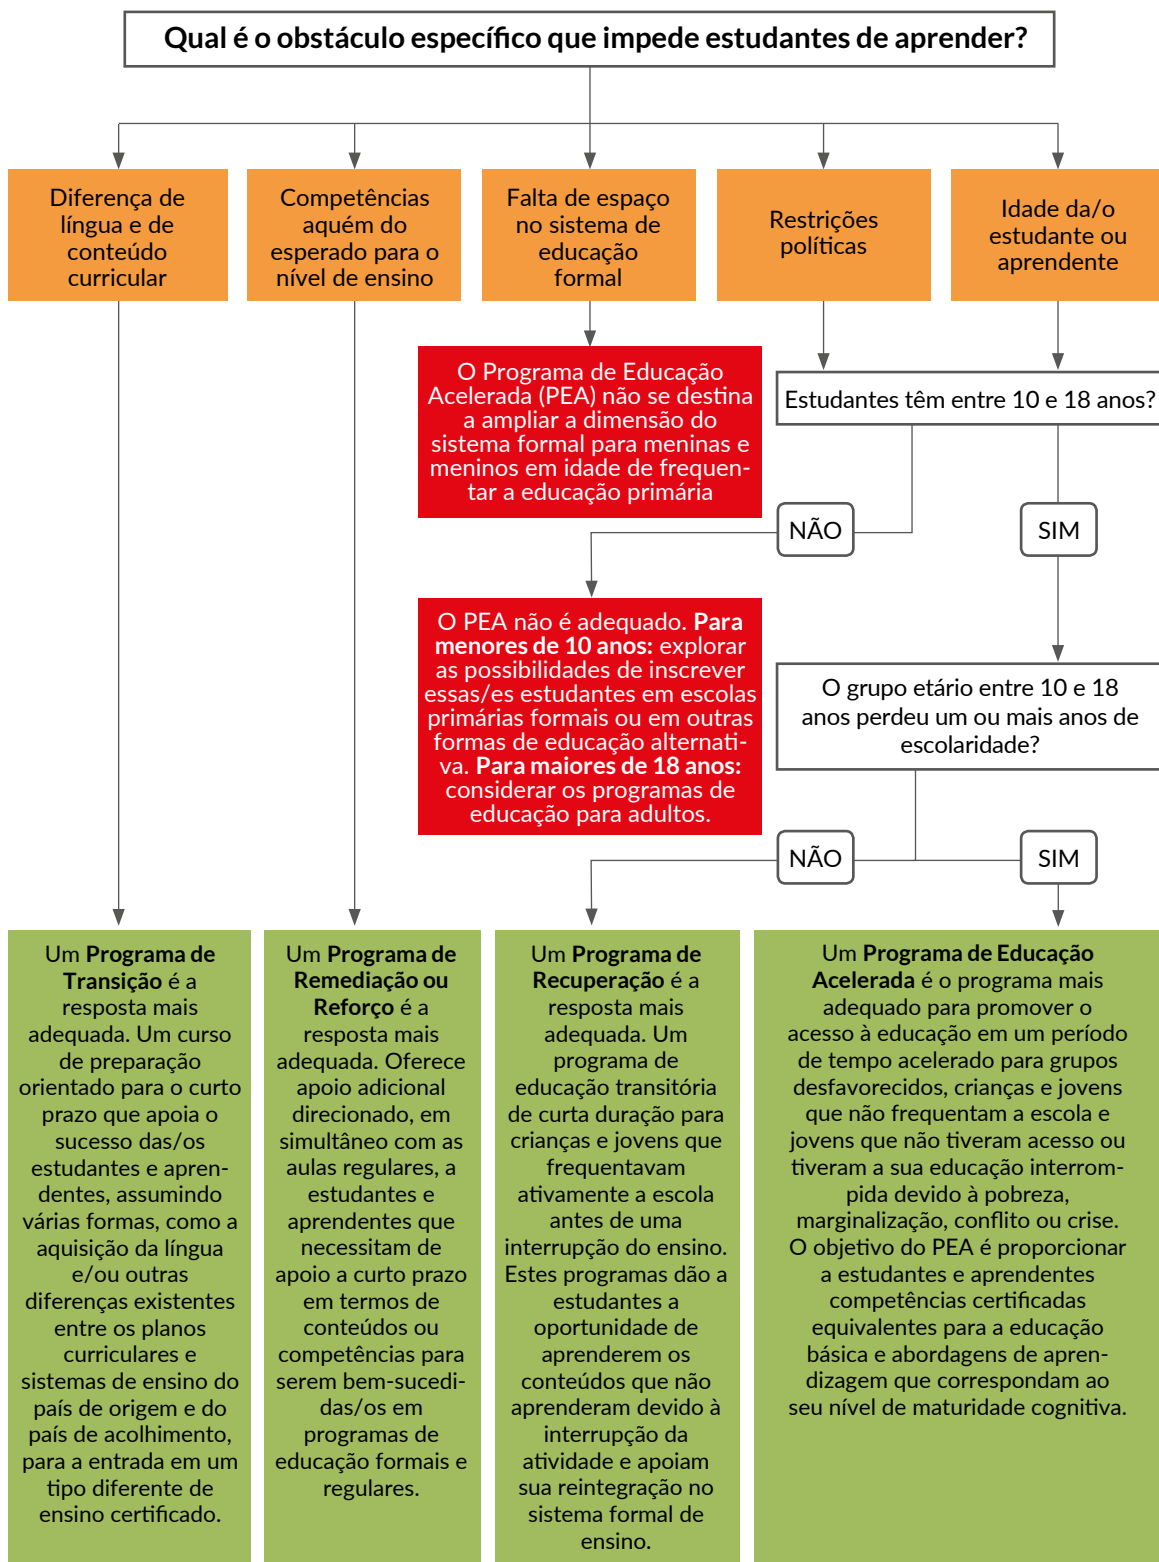 Qual é o obstáculo específico que impede estudantes de aprender?
Diferença de
língua e de
conteúdo
curricular
Competências
aquém do
esperado para o
nível de ensino
Falta de espaço
no sistema de
educação
formal
Restrições
políticas
Idade da/o
estudante ou
aprendente
O Programa de Educação
Acelerada (PEA) não se destina
a ampliar a dimensão do
sistema formal para meninas e
meninos em idade de frequen-
tar a educação primária
Estudantes têm entre 10 e 18 anos?
NÃO
SIM
O PEA não é adequado. Para
menores de 10 anos: explorar
as possibilidades de inscrever
essas/es estudantes em escolas
primárias formais ou em outras
formas de educação alternati-
va. Para maiores de 18 anos:
considerar os programas de
educação para adultos.
O grupo etário entre 10 e 18
anos perdeu um ou mais anos de
escolaridade?
NÃO
SIM
Um Programa de
Transição é a
resposta mais
adequada. Um curso
de preparação
orientado para o curto
prazo que apoia o
sucesso das/os
estudantes e apren-
dentes, assumindo
várias formas, como a
aquisição da língua
e/ou outras
diferenças existentes
entre os planos
curriculares e
sistemas de ensino do
país de origem e do
país de acolhimento,
para a entrada em um
tipo diferente de
ensino certificado.
Um Programa de
Remediação ou
Reforço é a
resposta mais
adequada. Oferece
apoio adicional
direcionado, em
simultâneo com as
aulas regulares, a
estudantes e
aprendentes que
necessitam de
apoio a curto prazo
em termos de
conteúdos ou
competências para
serem bem-sucedi-
das/os em
programas de
educação formais e
regulares.
Um Programa de
Recuperação é a
resposta mais
adequada. Um
programa de
educação transitória
de curta duração para
crianças e jovens que
frequentavam
ativamente a escola
antes de uma
interrupção do ensino.
Estes programas dão a
estudantes a
oportunidade de
aprenderem os
conteúdos que não
aprenderam devido à
interrupção da
atividade e apoiam
sua reintegração no
sistema formal de
ensino.
Um Programa de Educação
Acelerada é o programa mais
adequado para promover o
acesso à educação em um período
de tempo acelerado para grupos
desfavorecidos, crianças e jovens
que não frequentam a escola e
jovens que não tiveram acesso ou
tiveram a sua educação interrom-
pida devido à pobreza,
marginalização, conflito ou crise.
O objetivo do PEA é proporcionar
a estudantes e aprendentes
competências certificadas
equivalentes para a educação
básica e abordagens de apren-
dizagem que correspondam ao
seu nível de maturidade cognitiva.